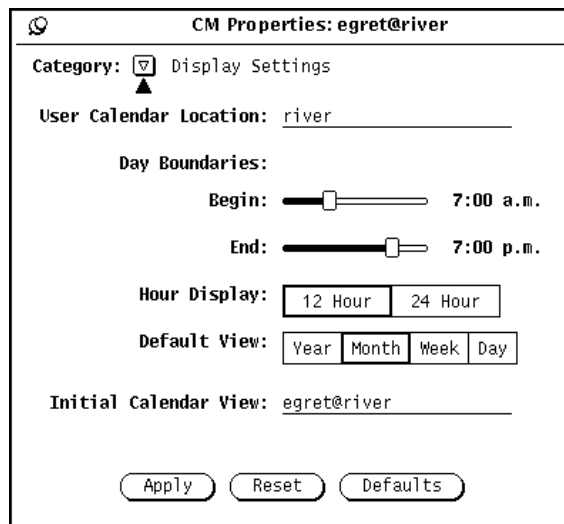 CM Properties: egret@river
Category: Display Settings
User Calendar Location: river
Day Boundaries:
Begin: 7:00 a.m.
End: 7:00 p.m.
Hour Display: 12 Hour 24 Hour
Default View: Year Month Week Day
Initial Calendar View: egret@river
Apply Reset Defaults